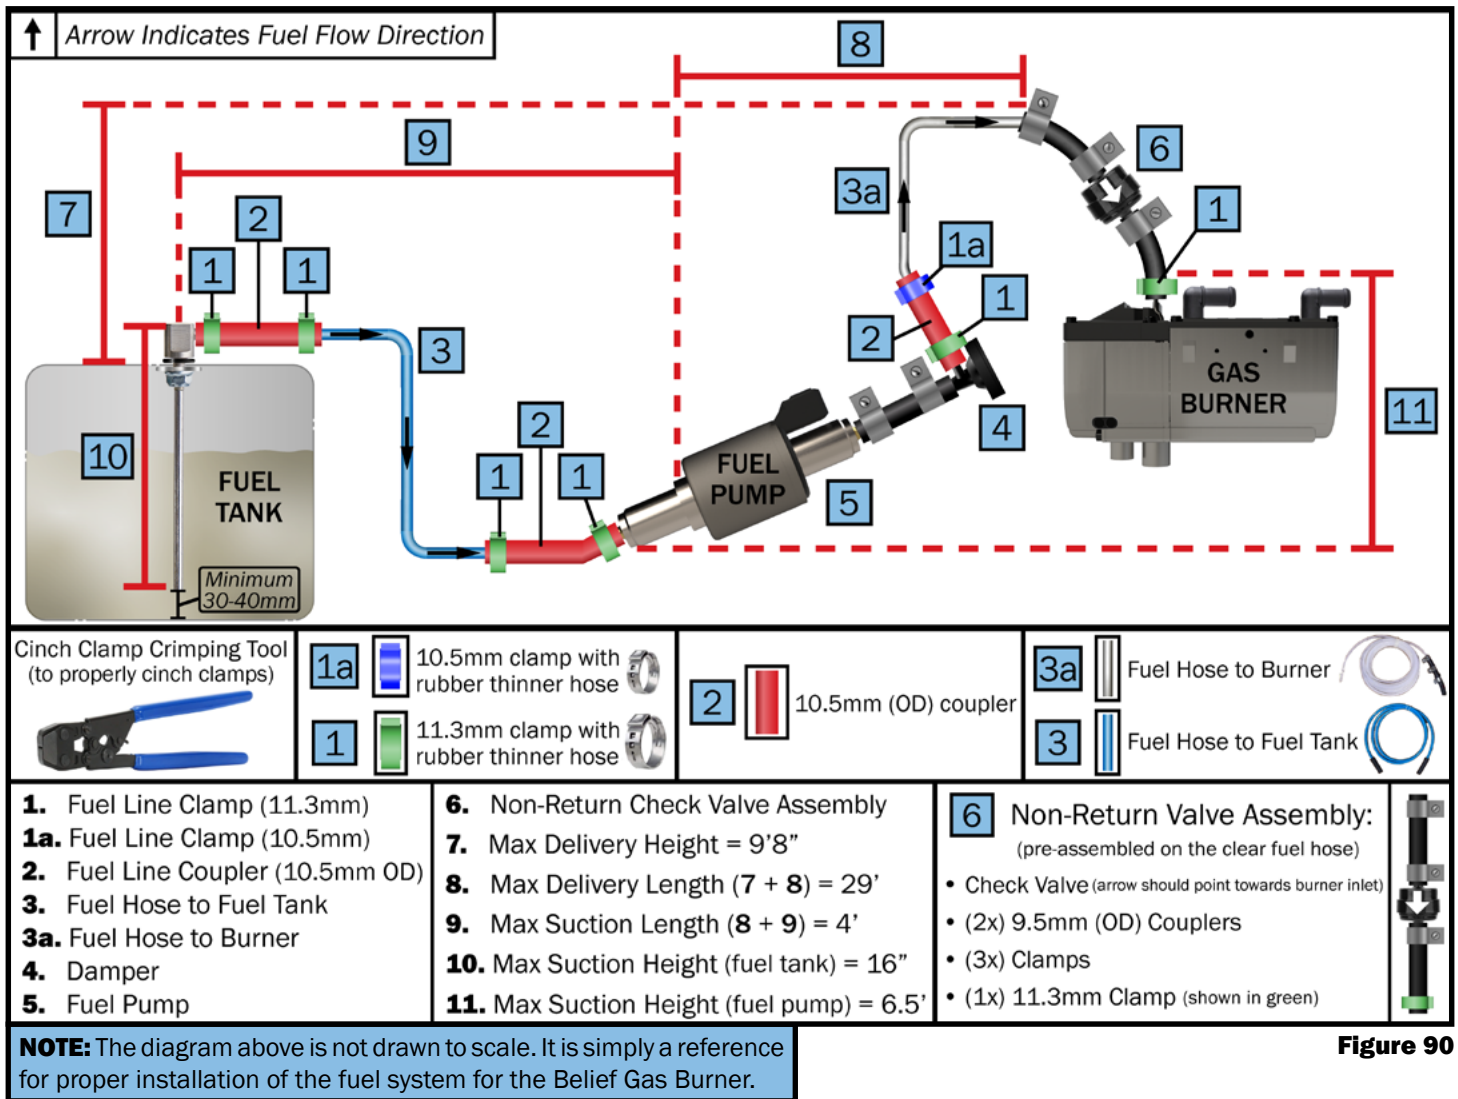 Arrow Indicates Fuel Flow Direction
8
9
6
7
3a
2
1
1
1
1a
1
2
3
GAS
BURNER
11
10
2
4
FUEL
TANK
1
1
FUEL
PUMP
5
Minimum
30-40mm
Cinch Clamp Crimping Tool
(to properly cinch clamps)
1a
10.5mm clamp with
rubber thinner hose
1
11.3mm clamp with
rubber thinner hose
2
10.5mm (OD) coupler
3a
Fuel Hose to Burner
3
Fuel Hose to Fuel Tank
1. Fuel Line Clamp (11.3mm)
1a. Fuel Line Clamp (10.5mm)
2. Fuel Line Coupler (10.5mm OD)
3. Fuel Hose to Fuel Tank
3a. Fuel Hose to Burner
4. Damper
5. Fuel Pump
6. Non-Return Check Valve Assembly
7. Max Delivery Height = 9'8”
8. Max Delivery Length (7 + 8) = 29’
9. Max Suction Length (8 + 9) = 4’
10. Max Suction Height (fuel tank) = 16”
11. Max Suction Height (fuel pump) = 6.5’
6
Non-Return Valve Assembly:
(pre-assembled on the clear fuel hose)
• Check Valve (arrow should point towards burner inlet)
• (2x) 9.5mm (OD) Couplers
• (3x) Clamps
• (1x) 11.3mm Clamp (shown in green)
NOTE: The diagram above is not drawn to scale. It is simply a reference
for proper installation of the fuel system for the Belief Gas Burner.
Figure 90